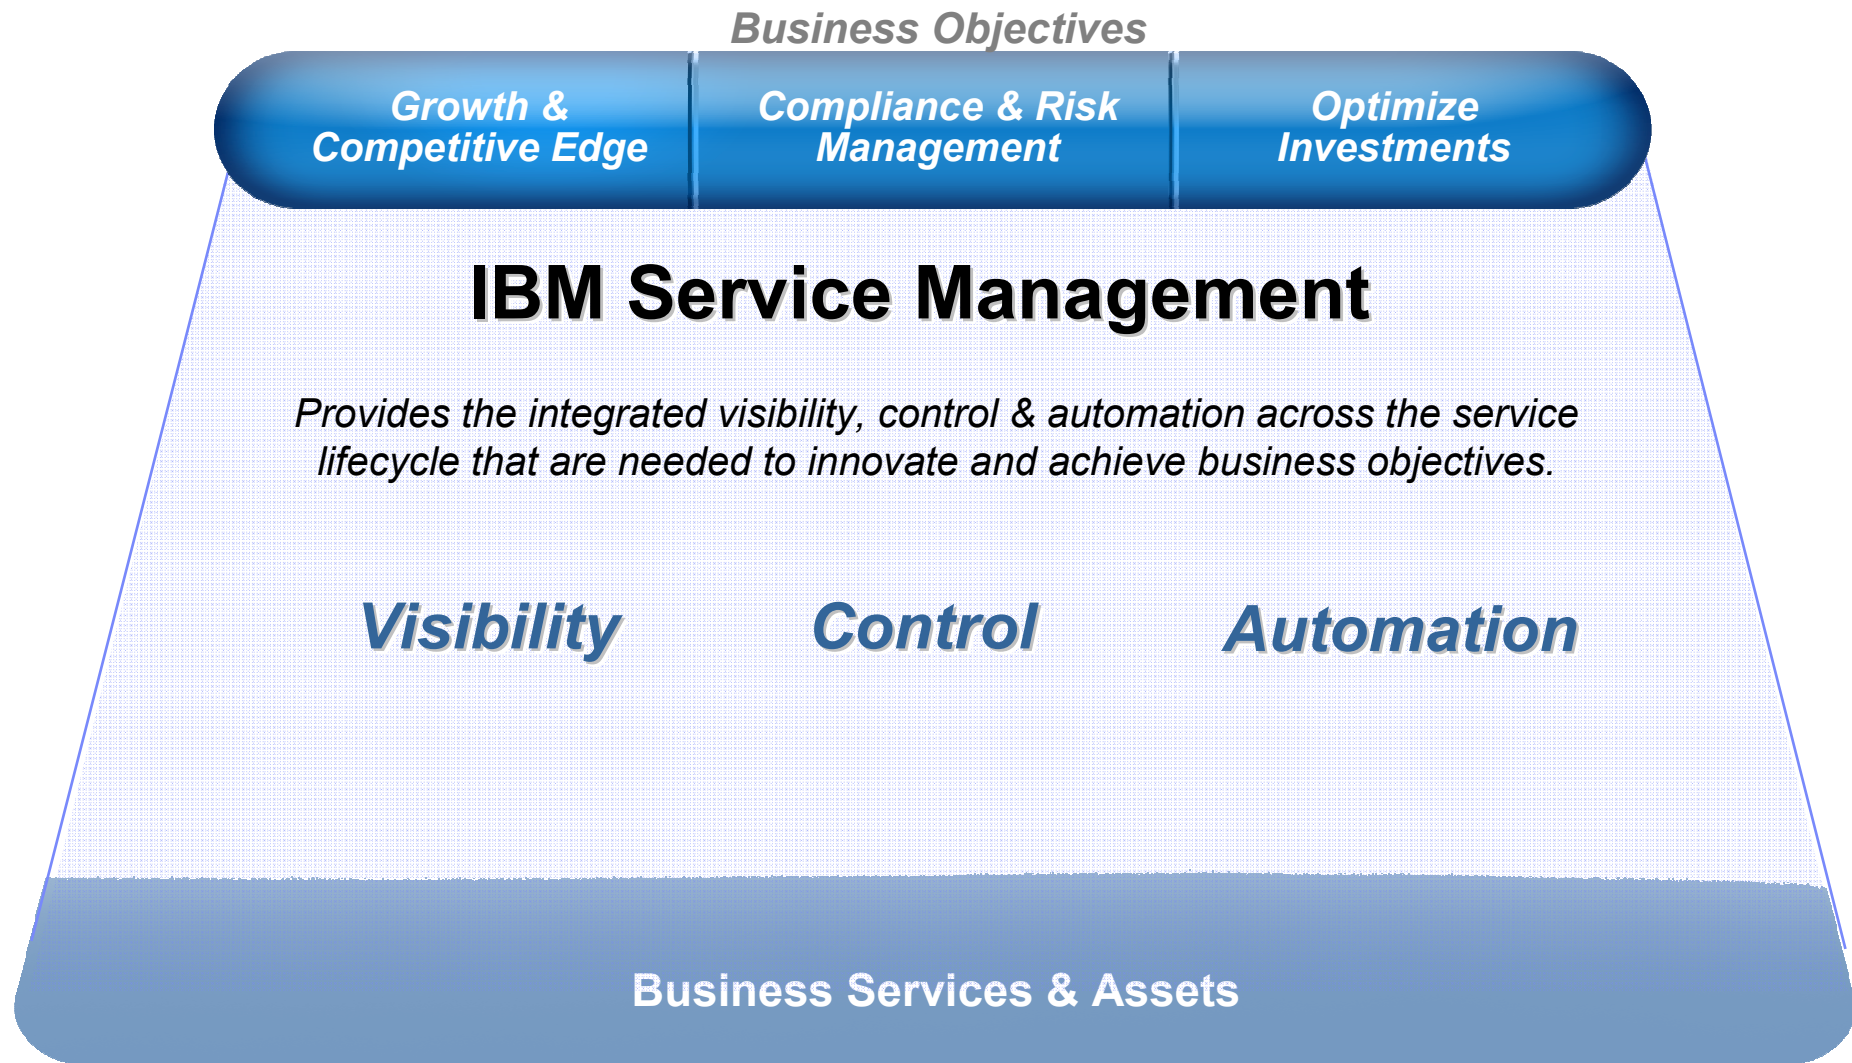 Business Objectives
Growth &
Competitive Edge
Compliance & Risk
Management
Optimize
Investments
IBM Service Management
Provides the integrated visibility, control & automation across the service
lifecycle that are needed to innovate and achieve business objectives.
Visibility
Control
Automation
Business Services & Assets